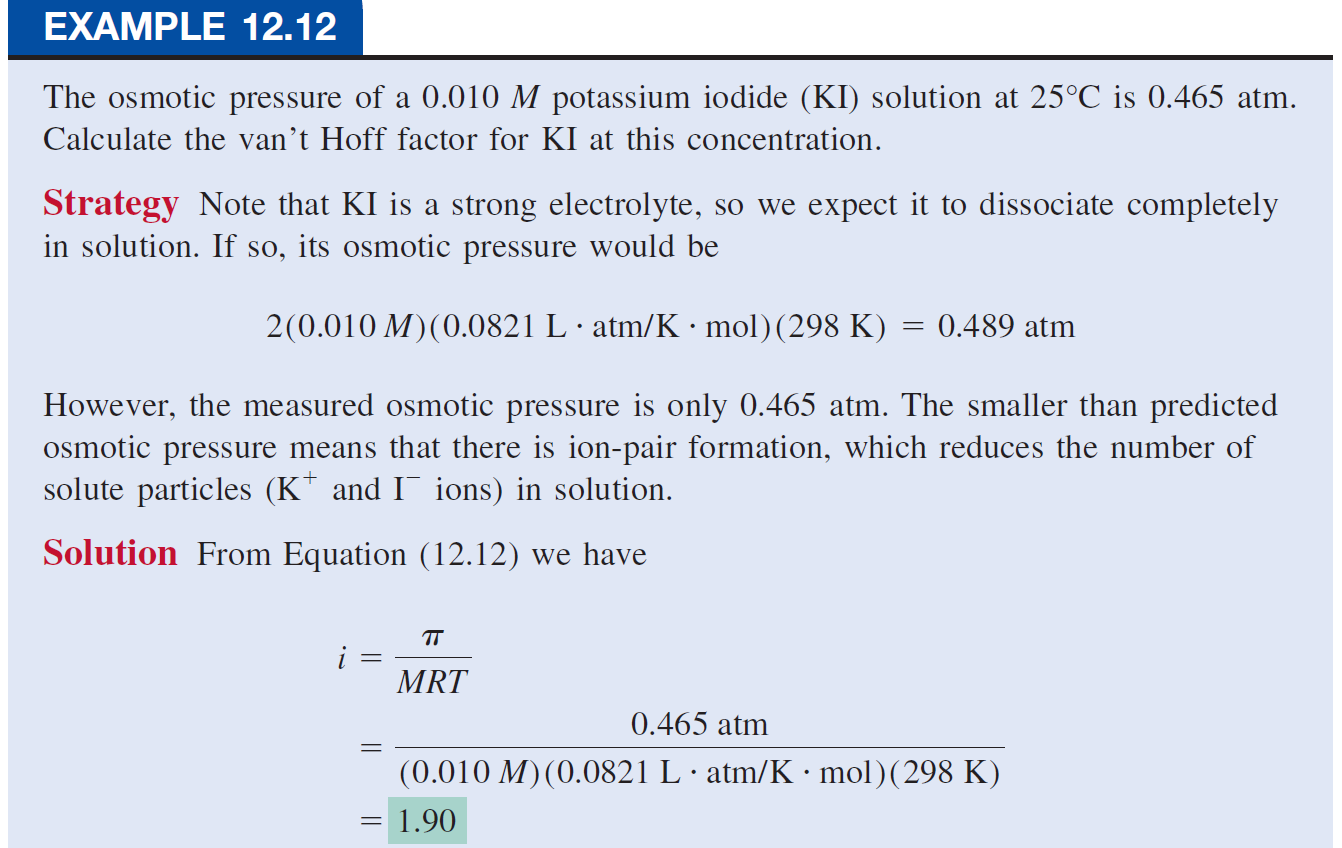 EXAMPLE 12.12
The osmotic pressure of a 0.010 M potassium iodide (KI) solution at 25°C is 0.465 atm.
Calculate the van’t Hoff factor for KI at this concentration.
Strategy Note that KI is a strong electrolyte, so we expect it to dissociate completely
in solution. If so, its osmotic pressure would be
2(0.010 M)(0.0821 L · atm/K · mol)(298 K) = 0.489 atm
However, the measured osmotic pressure is only 0.465 atm. The smaller than predicted
osmotic pressure means that there is ion-pair formation, which reduces the number of
solute particles (K⁺ and I⁻ ions) in solution.
Solution From Equation (12.12) we have
i = π
MRT
= 0.465 atm
(0.010 M)(0.0821 L · atm/K · mol)(298 K)
= 1.90